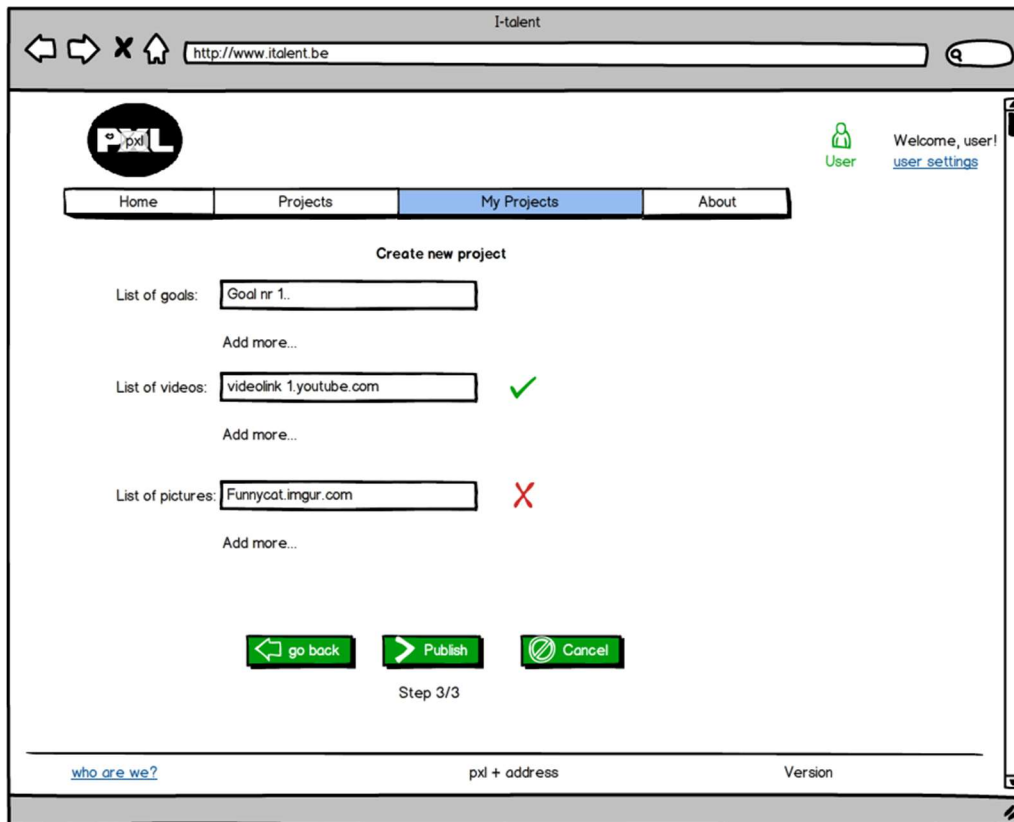 I-talent
http://www.italent.be
PXL
pxl
User
Welcome, user!
user settings
Home Projects My Projects About
Create new project
List of goals: Goal nr 1..
Add more...
List of videos: videolink 1.youtube.com
Add more...
List of pictures: Funnycat.imgur.com
Add more...
go back Publish Cancel
Step 3/3
who are we? pxl + address Version